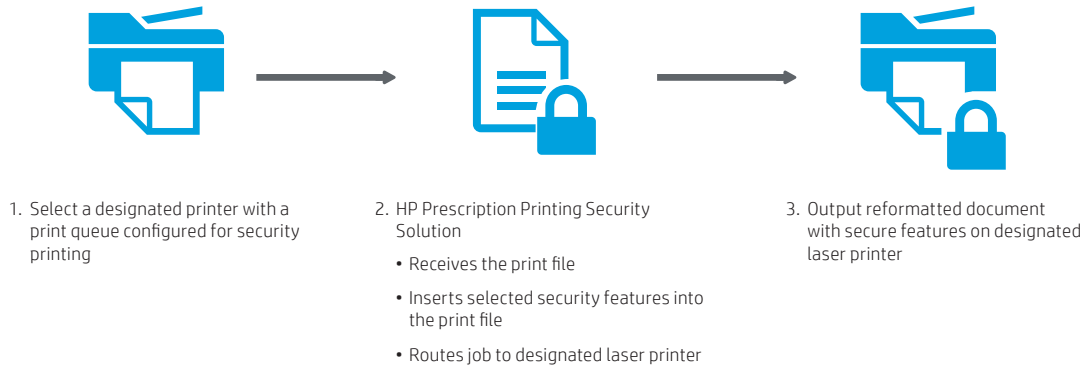 1. Select a designated printer with a
print queue configured for security
printing
2. HP Prescription Printing Security
Solution
• Receives the print file
• Inserts selected security features into
the print file
• Routes job to designated laser printer
3. Output reformatted document
with secure features on designated
laser printer